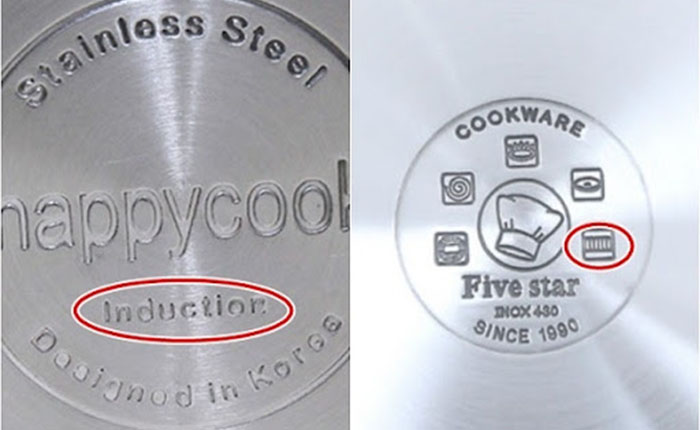 Stainless Steel
happycook
Induction
Designed in Korea
COOKWARE
Five star
INOX 430
SINCE 1990